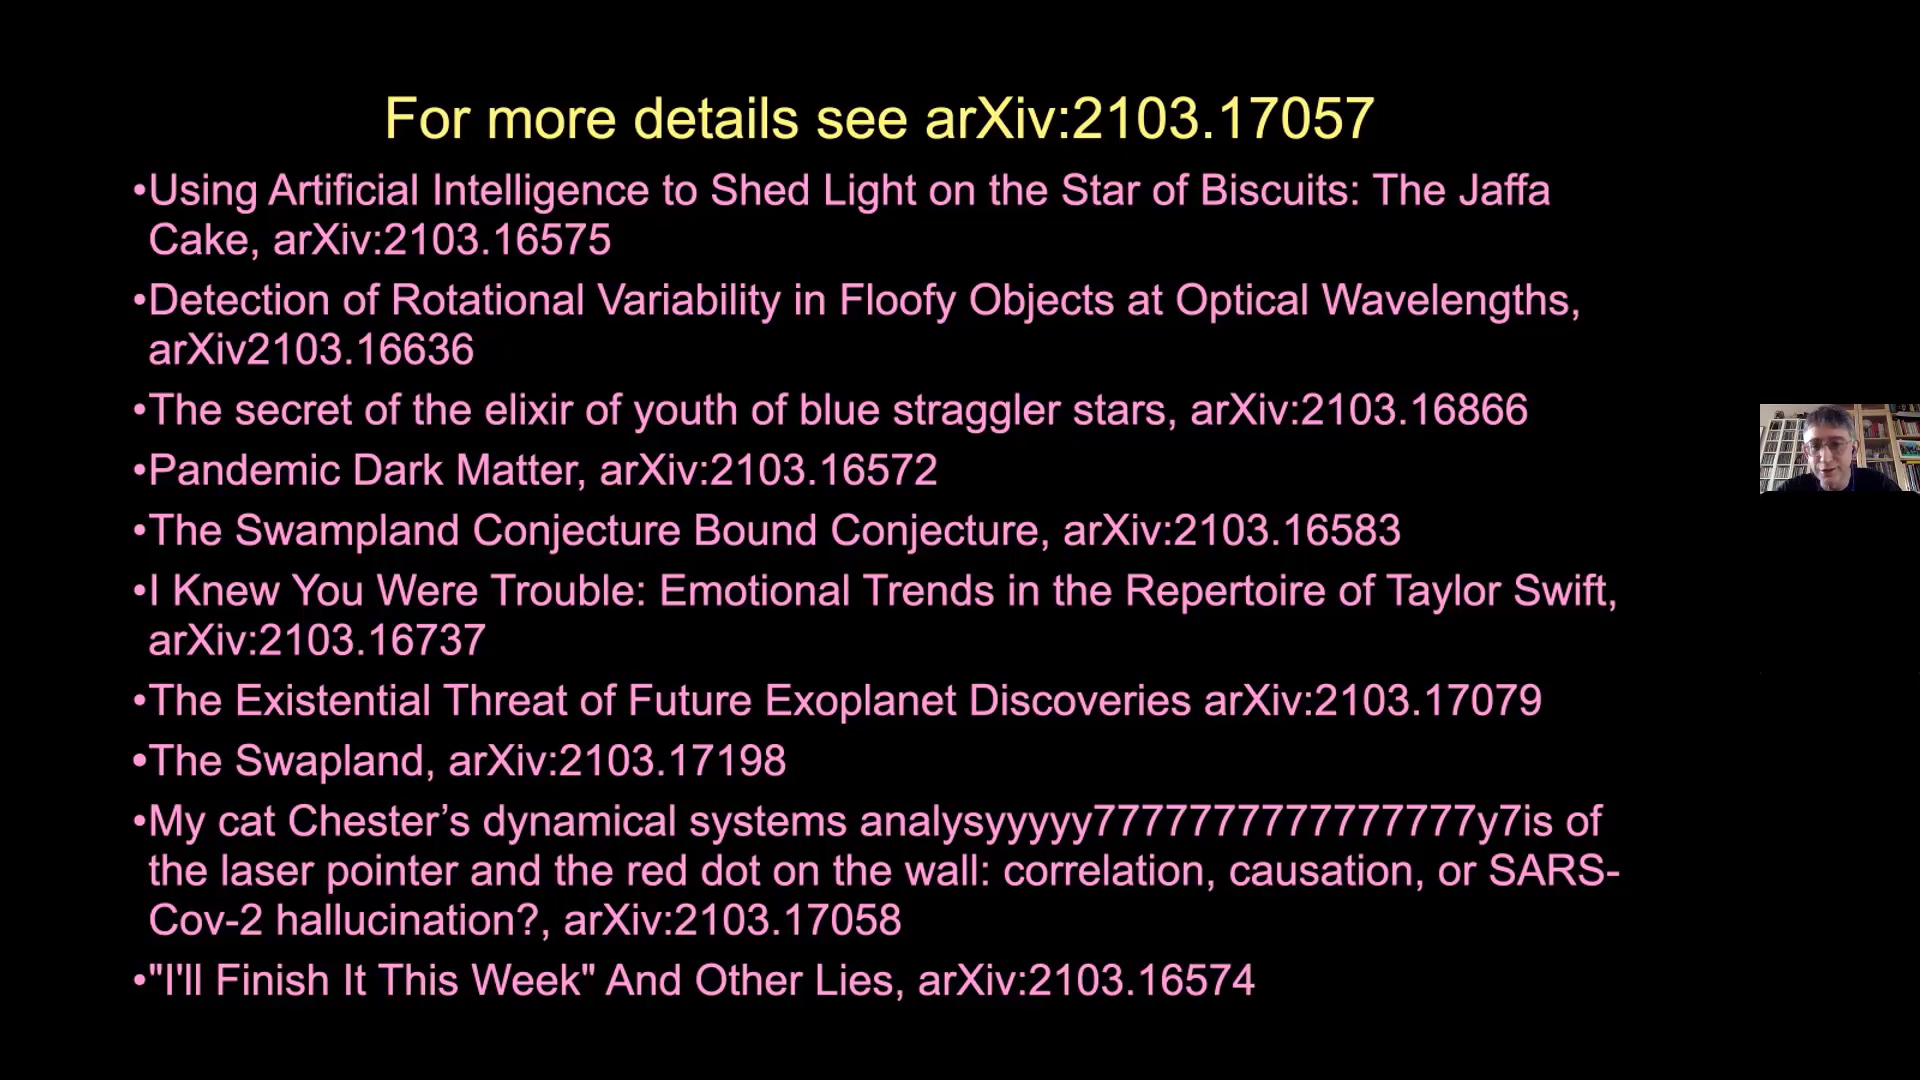 For more details see arXiv:2103.17057
•Using Artificial Intelligence to Shed Light on the Star of Biscuits: The Jaffa
Cake, arXiv:2103.16575
•Detection of Rotational Variability in Floofy Objects at Optical Wavelengths,
arXiv2103.16636
•The secret of the elixir of youth of blue straggler stars, arXiv:2103.16866
•Pandemic Dark Matter, arXiv:2103.16572
•The Swampland Conjecture Bound Conjecture, arXiv:2103.16583
•I Knew You Were Trouble: Emotional Trends in the Repertoire of Taylor Swift,
arXiv:2103.16737
•The Existential Threat of Future Exoplanet Discoveries arXiv:2103.17079
•The Swapland, arXiv:2103.17198
•My cat Chester’s dynamical systems analysyyyyy7777777777777777y7is of
the laser pointer and the red dot on the wall: correlation, causation, or SARS-
Cov-2 hallucination?, arXiv:2103.17058
•"I'll Finish It This Week" And Other Lies, arXiv:2103.16574